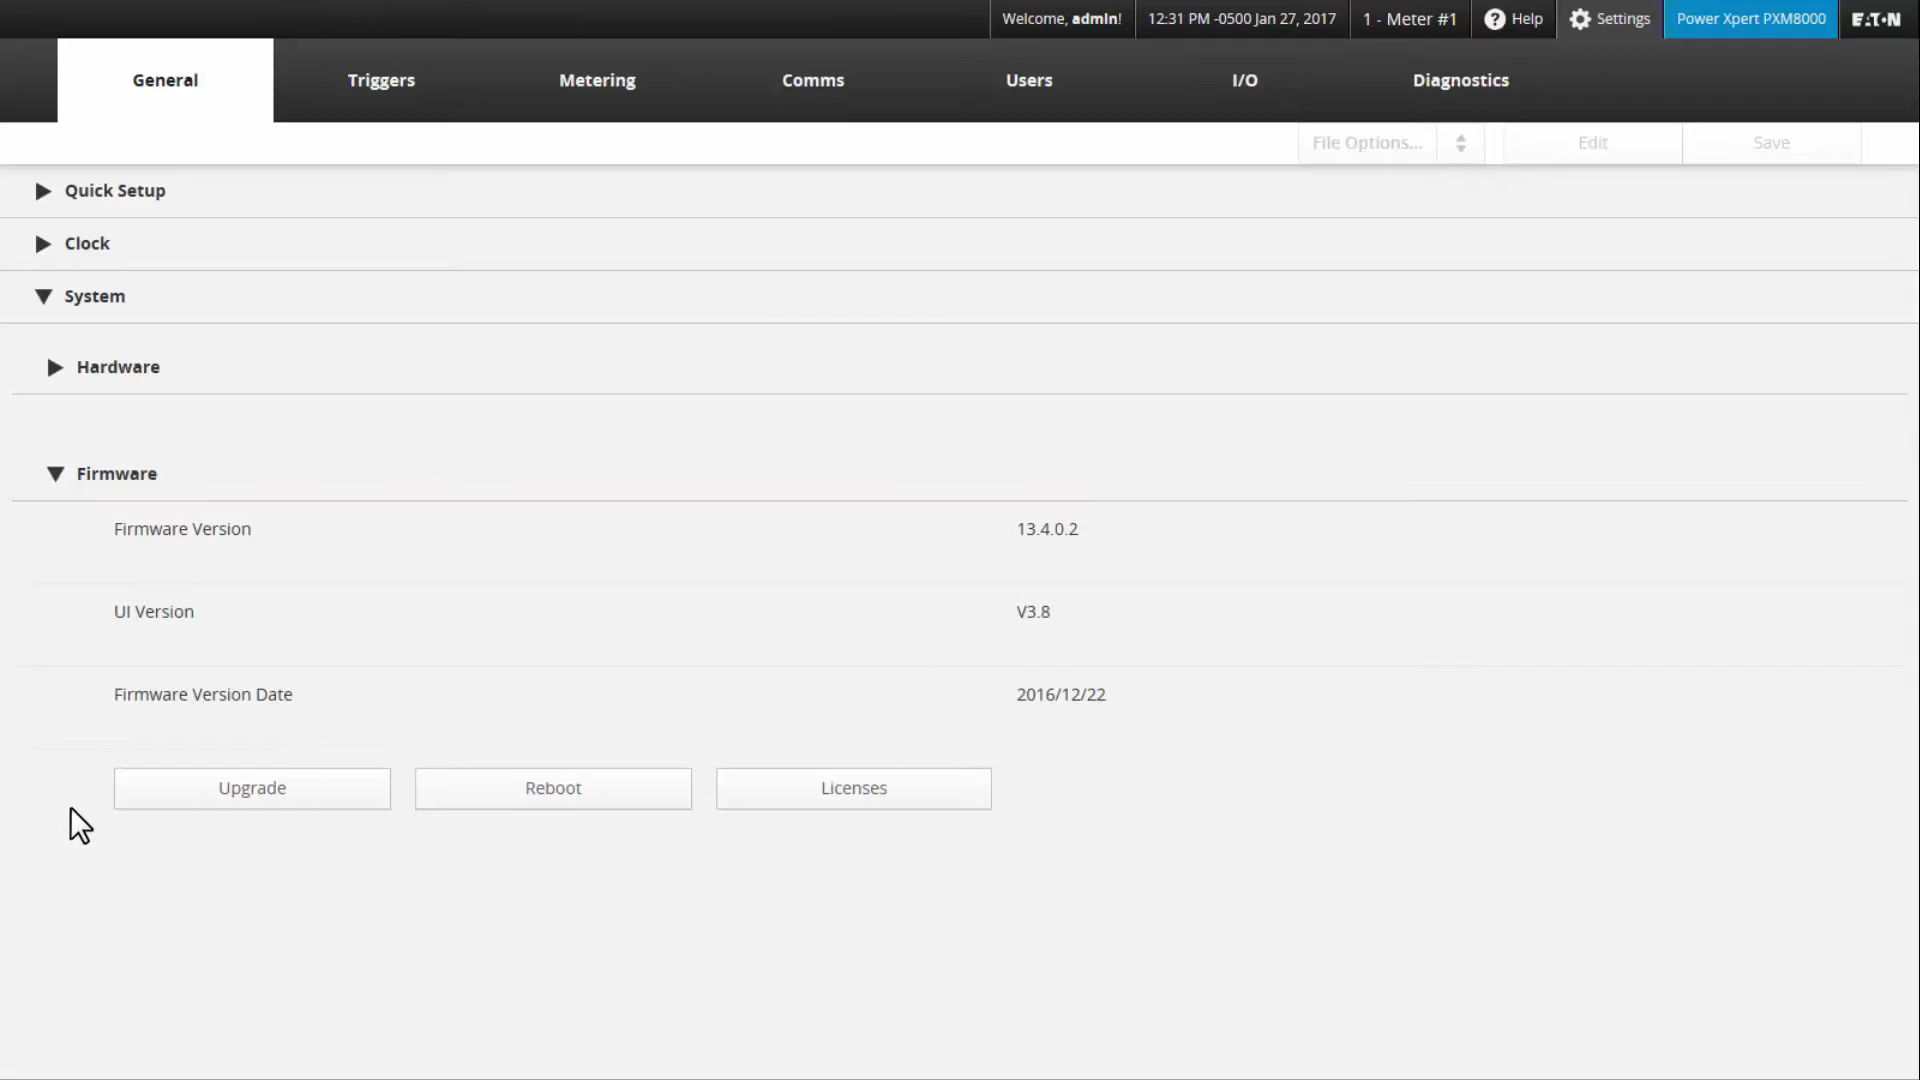 Welcome, admin!
12:31 PM -0500 Jan 27, 2017
1 - Meter #1
Help
Settings
Power Xpert PXM8000
EATON
General
Triggers
Metering
Comms
Users
I/O
Diagnostics
File Options...
Edit
Save
Quick Setup
Clock
System
Hardware
Firmware
Firmware Version 13.4.0.2
UI Version V3.8
Firmware Version Date 2016/12/22
Upgrade
Reboot
Licenses